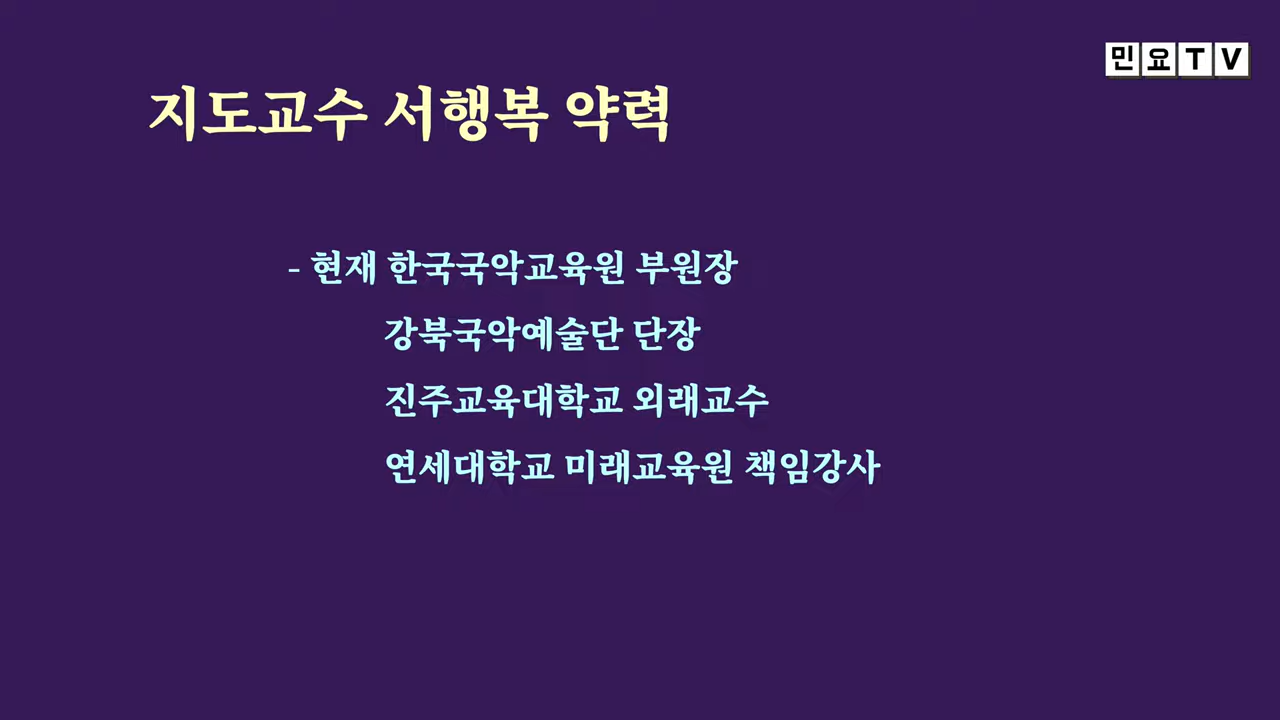 민요TV
지도교수 서행복 약력
- 현재 한국국악교육원 부원장
강북국악예술단 단장
진주교육대학교 외래교수
연세대학교 미래교육원 책임강사